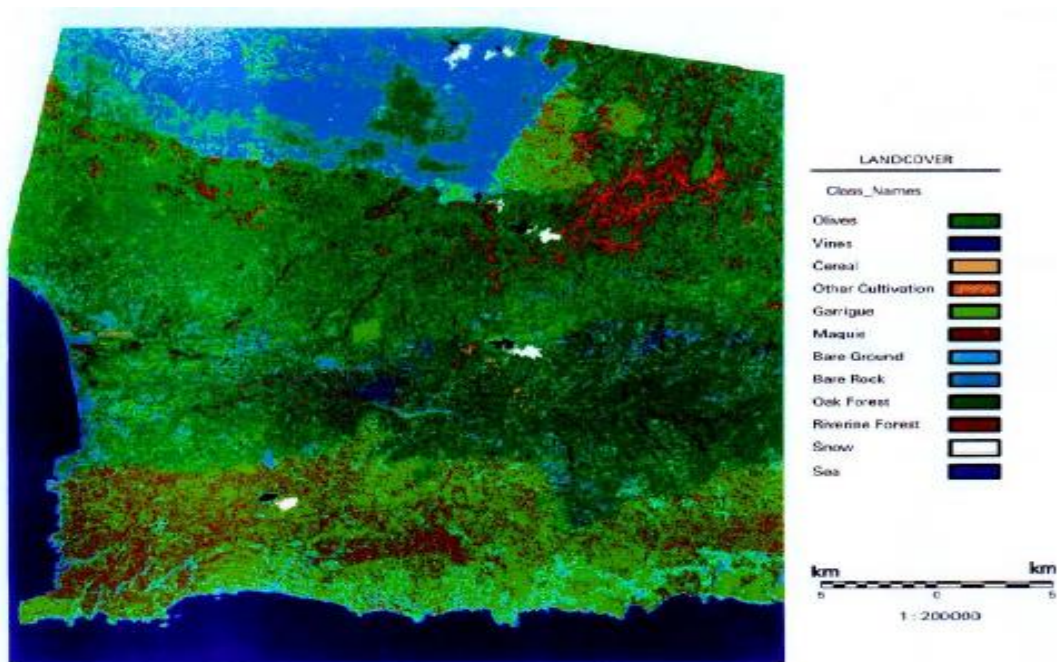 LANDCOVER
Class_Names
Olives
Vines
Cereal
Other Cultivation
Garrigue
Maquis
Bare Ground
Bare Rock
Oak Forest
Riverine Forest
Snow
Sea
km km
5 0 5
1 : 200000